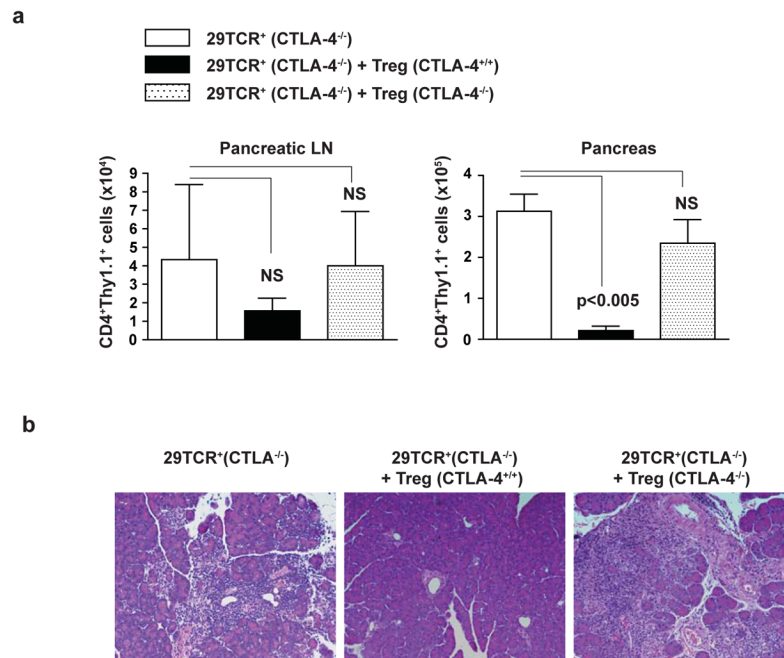 a
29TCR⁺ (CTLA-4⁻/⁻)
29TCR⁺ (CTLA-4⁻/⁻) + Treg (CTLA-4⁺/⁺)
29TCR⁺ (CTLA-4⁻/⁻) + Treg (CTLA-4⁻/⁻)
Pancreatic LN
CD4⁺Thy1.1⁺ cells (x10⁴)
9
8
7
6
5
4
3
2
1
0
NS
NS
Pancreas
CD4⁺Thy1.1⁺ cells (x10⁵)
4
3
2
1
0
p<0.005
NS
b
29TCR⁺(CTLA⁻/⁻)
29TCR⁺(CTLA⁻/⁻)
+ Treg (CTLA-4⁺/⁺)
29TCR⁺(CTLA⁻/⁻)
+ Treg (CTLA-4⁻/⁻)